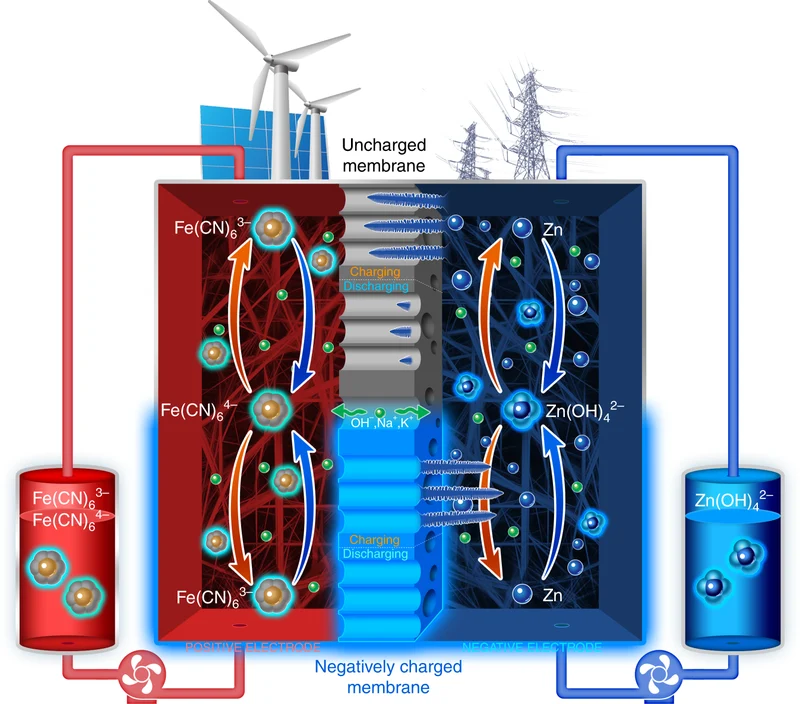 Uncharged
membrane
Fe(CN)₆³⁻
Zn
Charging
Discharging
Fe(CN)₆⁴⁻
Zn(OH)₄²⁻
OH⁻,Na⁺,K⁺
Fe(CN)₆³⁻
Fe(CN)₆⁴⁻
Zn(OH)₄²⁻
Charging
Discharging
Fe(CN)₆³⁻
Zn
POSITIVE ELECTRODE
NEGATIVE ELECTRODE
Negatively charged
membrane